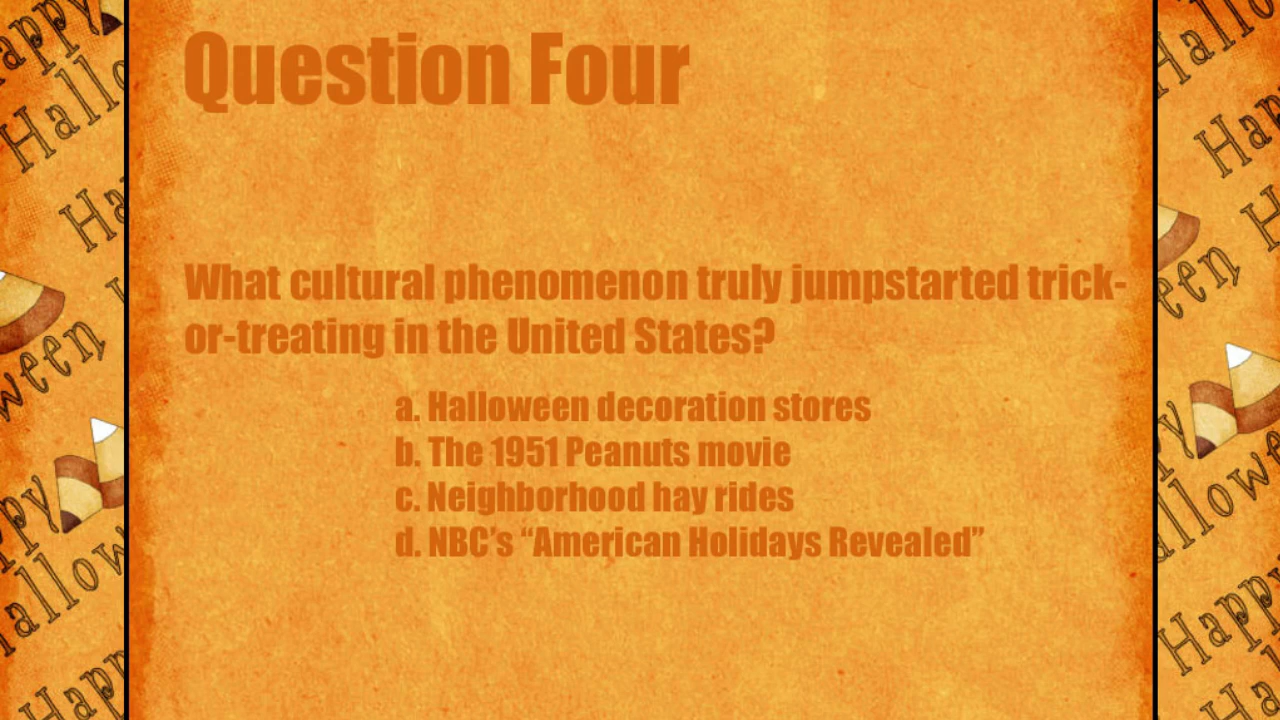 Question Four
What cultural phenomenon truly jumpstarted trick-
or-treating in the United States?
a. Halloween decoration stores
b. The 1951 Peanuts movie
c. Neighborhood hay rides
d. NBC’s “American Holidays Revealed”